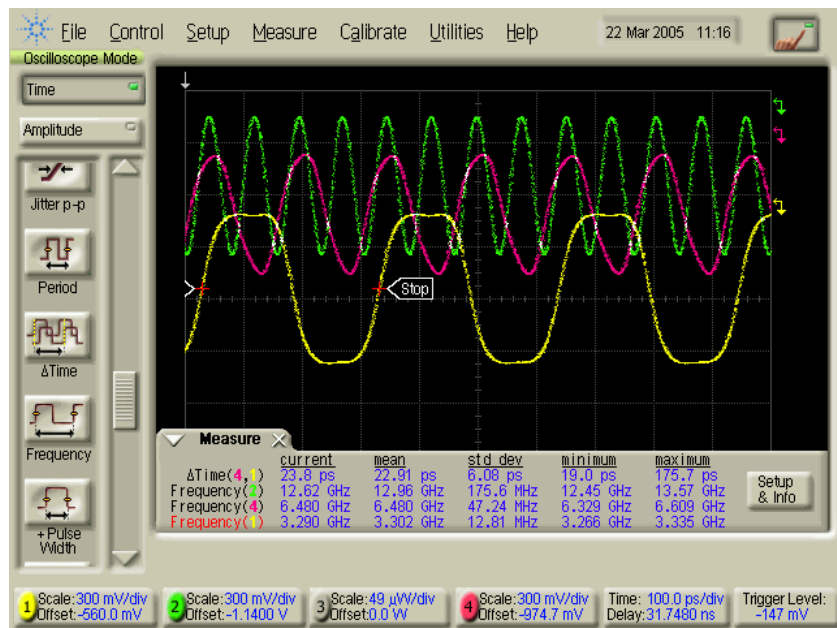 File Control Setup Measure Calibrate Utilities Help 22 Mar 2005 11:16
Oscilloscope Mode
Time
Amplitude
Jitter p-p
Period
ΔTime
Frequency
+ Pulse
Width
Stop
Measure
current mean std dev minimum maximum
ΔTime(4,1) 23.8 ps 22.91 ps 6.08 ps 19.0 ps 175.7 ps
Frequency(2) 12.62 GHz 12.96 GHz 175.6 MHz 12.45 GHz 13.57 GHz
Frequency(4) 6.480 GHz 6.480 GHz 47.24 MHz 6.329 GHz 6.609 GHz
Frequency(1) 3.290 GHz 3.302 GHz 12.81 MHz 3.266 GHz 3.335 GHz
Setup
& Info
1 Scale:300 mV/div
Offset:-560.0 mV
2 Scale:300 mV/div
Offset:-1.1400 V
3 Scale:49 µW/div
Offset:0.0 W
4 Scale:300 mV/div
Offset:-974.7 mV
Time: 100.0 ps/div
Delay:31.7480 ns
Trigger Level:
-147 mV